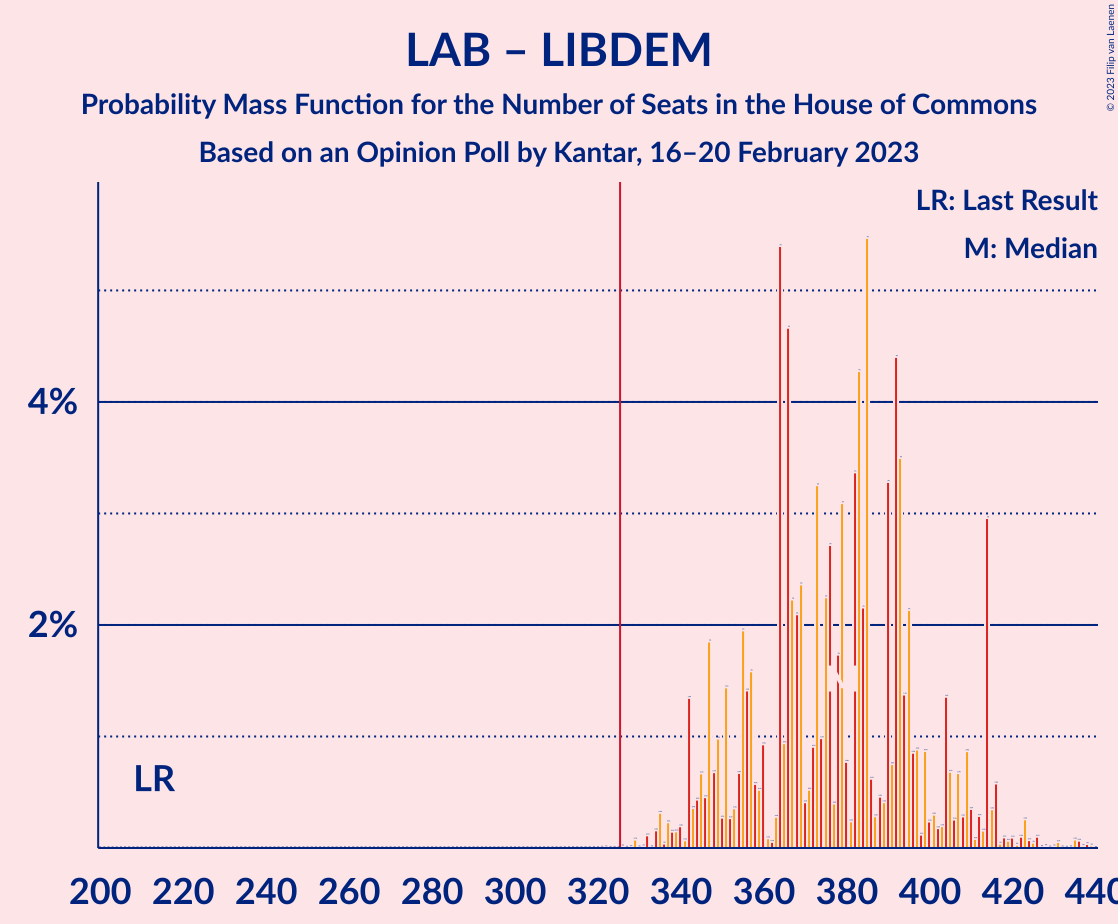 LAB – LIBDEM
Probability Mass Function for the Number of Seats in the House of Commons
Based on an Opinion Poll by Kantar, 16–20 February 2023
© 2023 Filip van Laenen
LR: Last Result
M: Median
4%
2%
LR
M
200 220 240 260 280 300 320 340 360 380 400 420 440